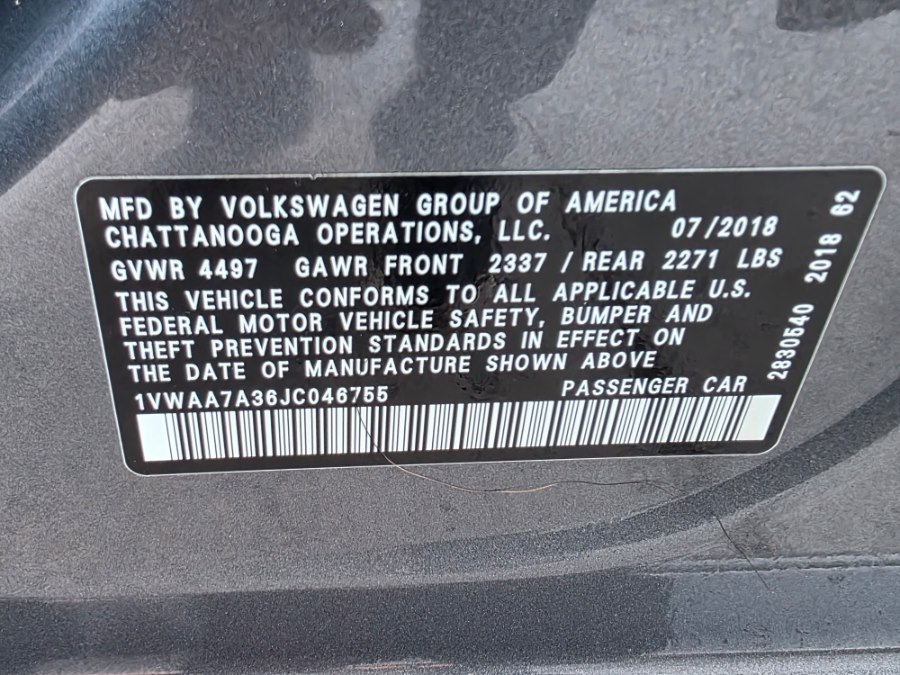 MFD BY VOLKSWAGEN GROUP OF AMERICA
CHATTANOOGA OPERATIONS, LLC. 07/2018
GVWR 4497 GAWR FRONT 2337 / REAR 2271 LBS
THIS VEHICLE CONFORMS TO ALL APPLICABLE U.S.
FEDERAL MOTOR VEHICLE SAFETY, BUMPER AND
THEFT PREVENTION STANDARDS IN EFFECT ON
THE DATE OF MANUFACTURE SHOWN ABOVE
1VWAA7A36JC046755 PASSENGER CAR
2830540 2018 62